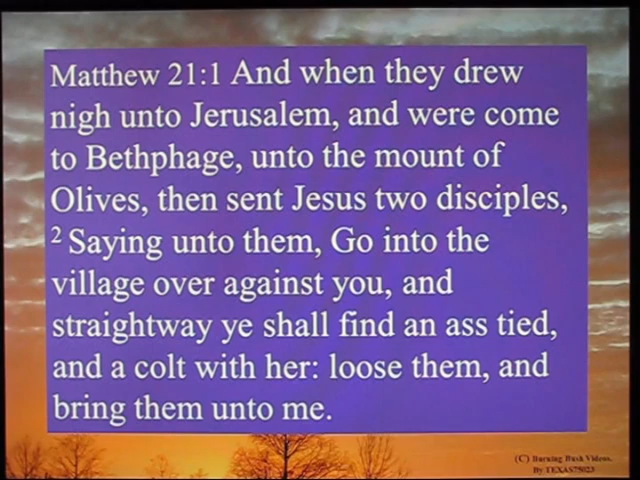 Matthew 21:1 And when they drew
nigh unto Jerusalem, and were come
to Bethphage, unto the mount of
Olives, then sent Jesus two disciples,
2 Saying unto them, Go into the
village over against you, and
straightway ye shall find an ass tied,
and a colt with her: loose them, and
bring them unto me.
(C) Burning Bush Videos.
By TEXAS75023